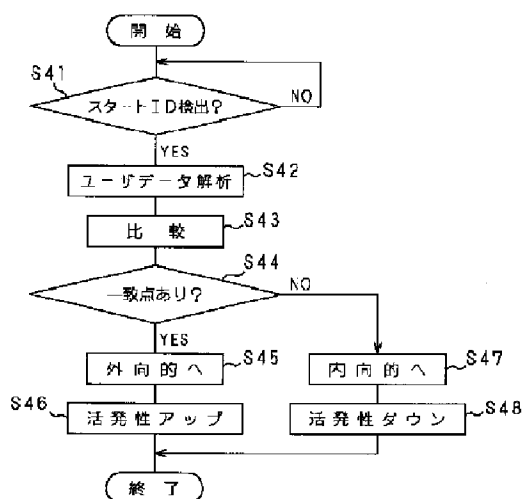 開始
S41
スタートID検出?
NO
YES
ユーザデータ解析
S42
比較
S43
S44
一致点あり?
NO
YES
外向的へ
S45
内向的へ
S47
S46
活発性アップ
活発性ダウン
S48
終了